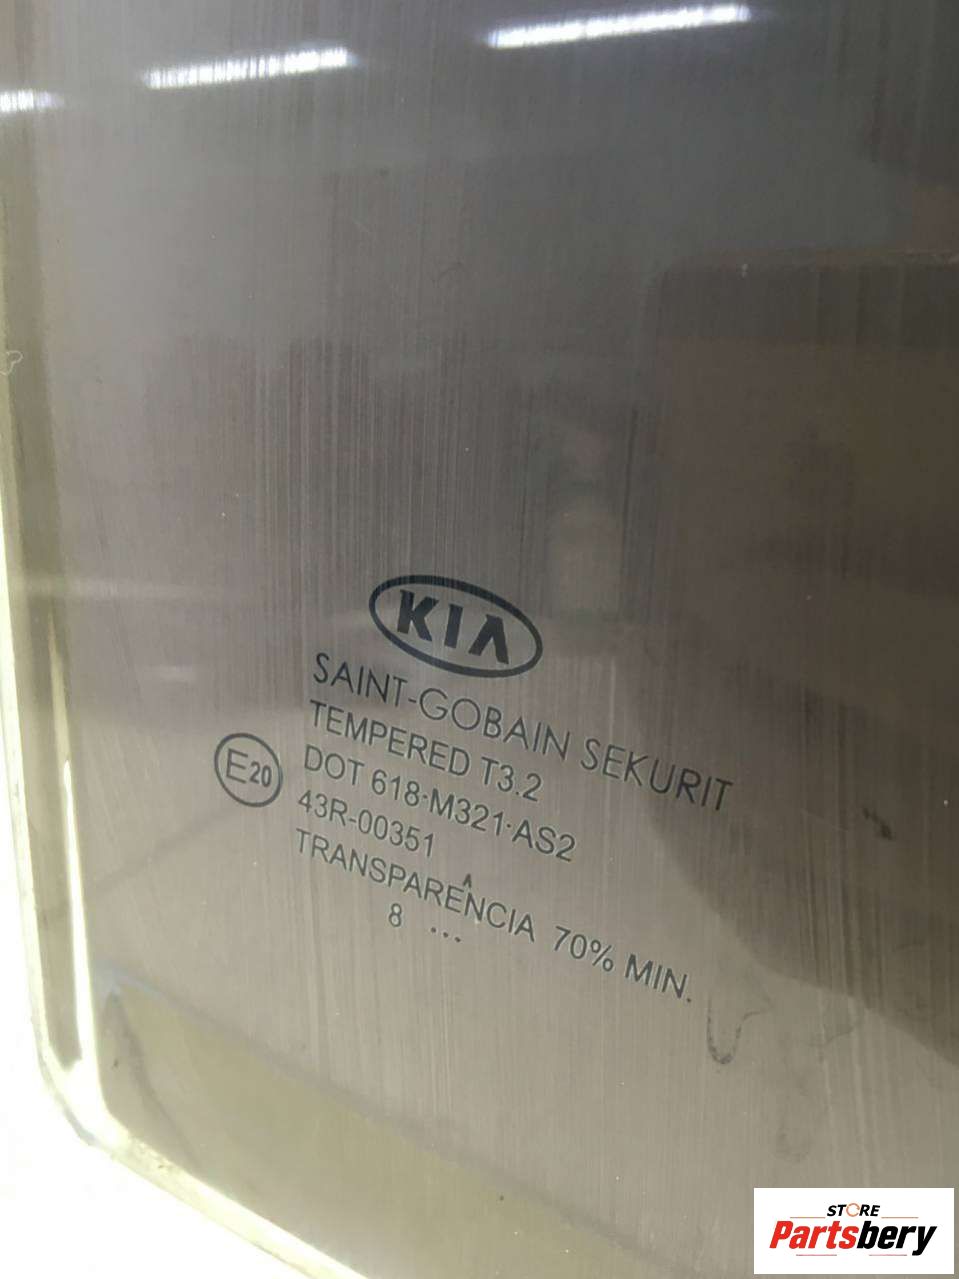 KIA
SAINT-GOBAIN SEKURIT
TEMPERED T3.2
DOT 618·M321·AS2
E20
43R-00351
TRANSPARÊNCIA 70% MIN.
8 ...
STORE
Partsbery